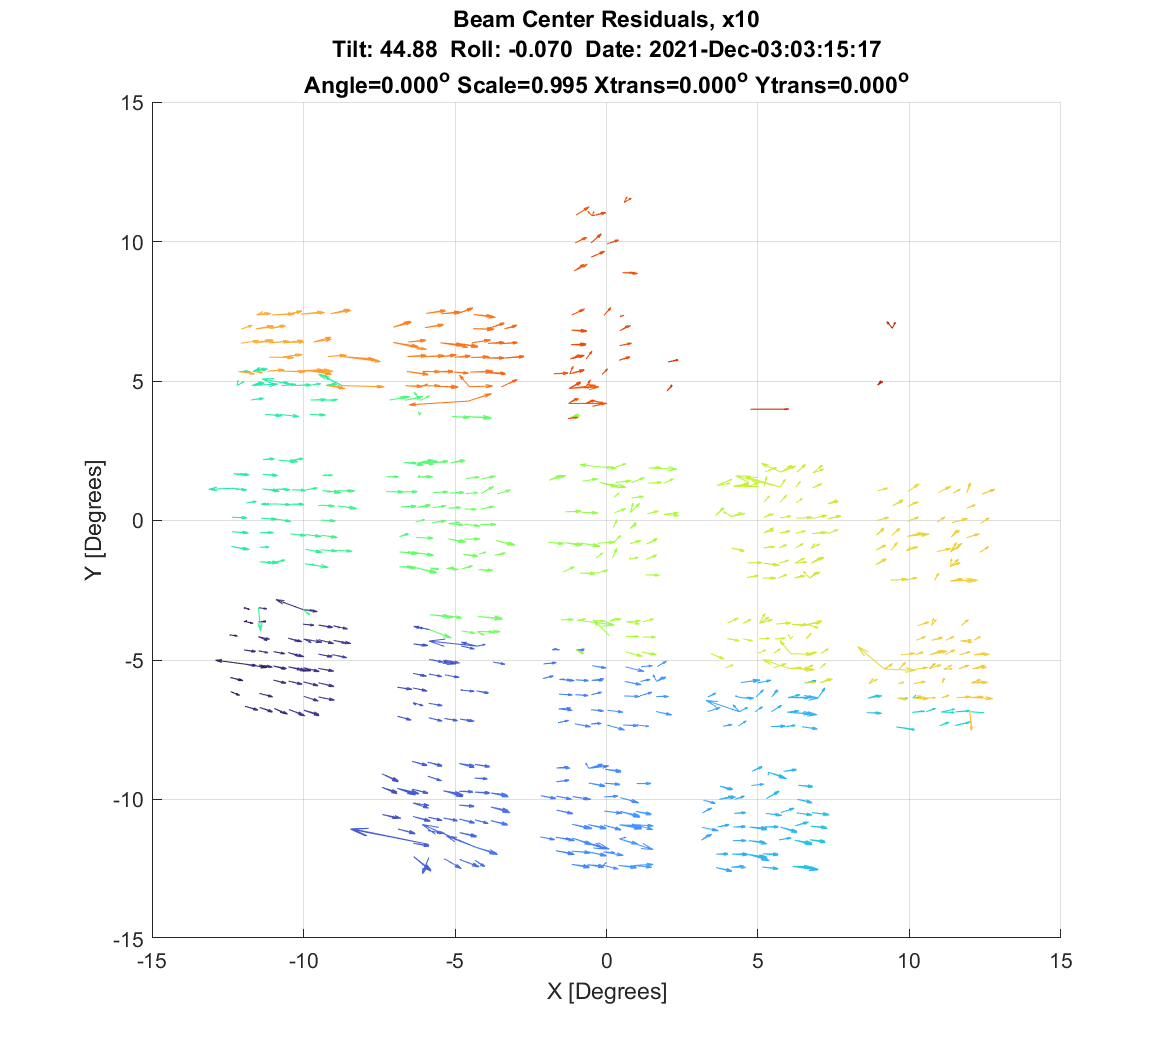 Beam Center Residuals, x10
Tilt: 44.88 Roll: -0.070 Date: 2021-Dec-03:03:15:17
Angle=0.000° Scale=0.995 Xtrans=0.000° Ytrans=0.000°
15
10
5
0
-5
-10
-15
Y [Degrees]
-15 -10 -5 0 5 10 15
X [Degrees]